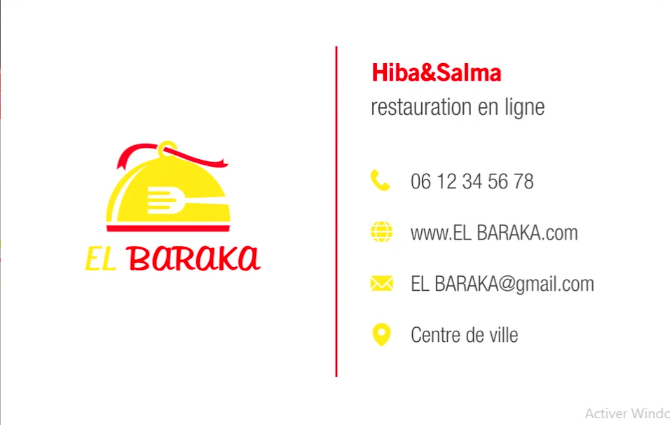 EL BARAKA
Hiba&Salma
restauration en ligne
06 12 34 56 78
www.EL BARAKA.com
EL BARAKA@gmail.com
Centre de ville
Activer Windc